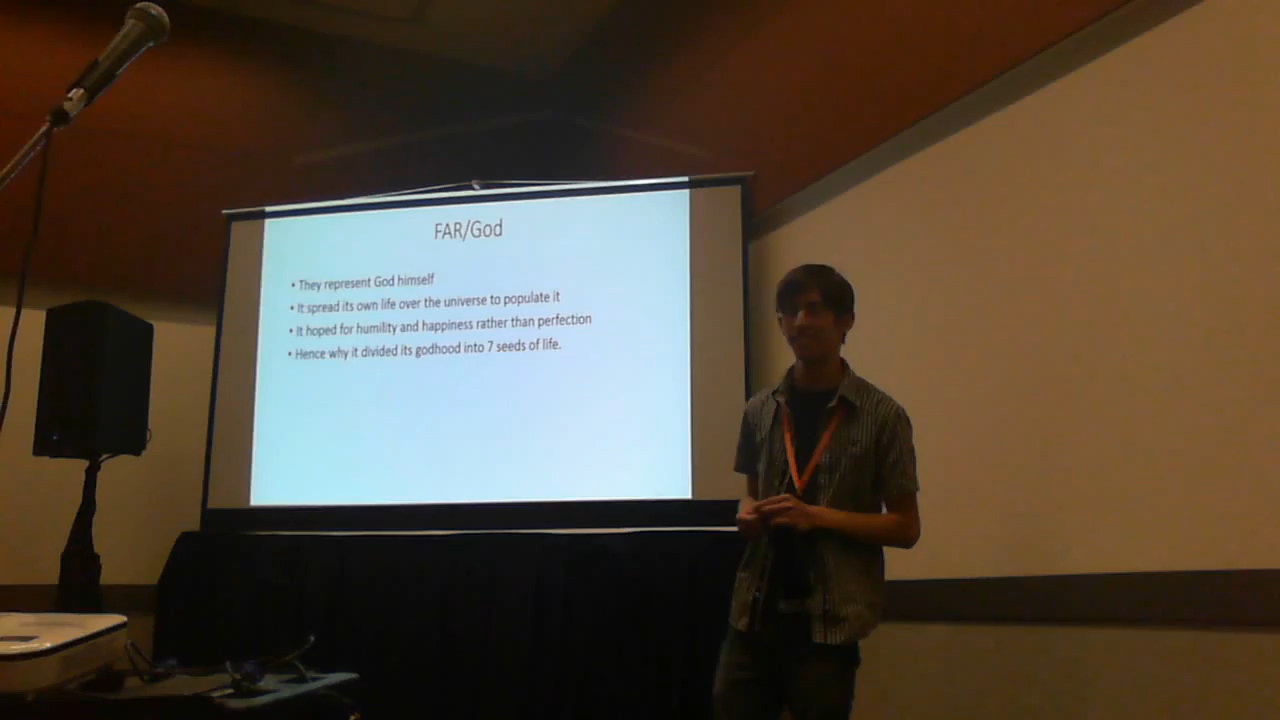 FAR/God
• They represent God himself
• It spread its own life over the universe to populate it
• It hoped for humility and happiness rather than perfection
• Hence why it divided its godhood into 7 seeds of life.